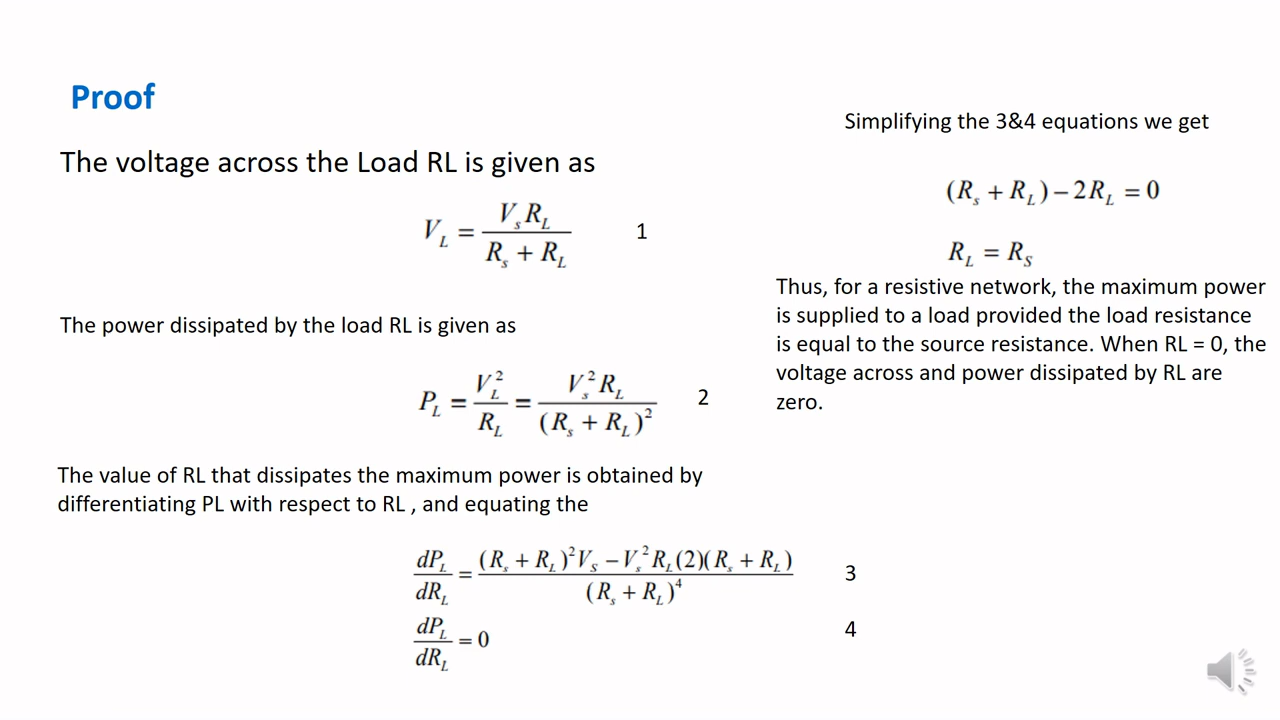 Proof
The voltage across the Load RL is given as
V_L = V_s R_L / (R_s + R_L) 1
The power dissipated by the load RL is given as
P_L = V_L^2 / R_L = V_s^2 R_L / (R_s + R_L)^2 2
The value of RL that dissipates the maximum power is obtained by
differentiating PL with respect to RL , and equating the
dP_L / dR_L = ((R_s + R_L)^2 V_S − V_s^2 R_L (2)(R_s + R_L)) / (R_s + R_L)^4 3
dP_L / dR_L = 0 4
Simplifying the 3&4 equations we get
(R_s + R_L) − 2R_L = 0
R_L = R_S
Thus, for a resistive network, the maximum power
is supplied to a load provided the load resistance
is equal to the source resistance. When RL = 0, the
voltage across and power dissipated by RL are
zero.